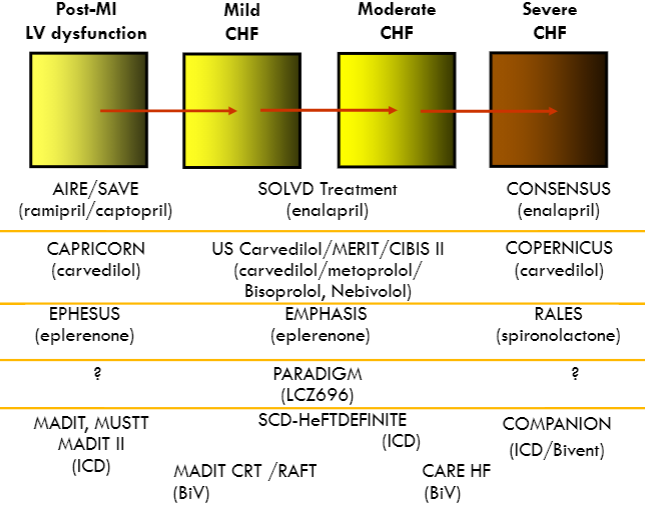 Post-MI
LV dysfunction
Mild
CHF
Moderate
CHF
Severe
CHF
AIRE/SAVE
(ramipril/captopril)
SOLVD Treatment
(enalapril)
CONSENSUS
(enalapril)
CAPRICORN
(carvedilol)
US Carvedilol/MERIT/CIBIS II
(carvedilol/metoprolol/
Bisoprolol, Nebivolol)
COPERNICUS
(carvedilol)
EPHESUS
(eplerenone)
EMPHASIS
(eplerenone)
RALES
(spironolactone)
?
PARADIGM
(LCZ696)
?
MADIT, MUSTT
MADIT II
(ICD)
SCD-HeFTDEFINITE
(ICD)
COMPANION
(ICD/Bivent)
MADIT CRT /RAFT
(BiV)
CARE HF
(BiV)